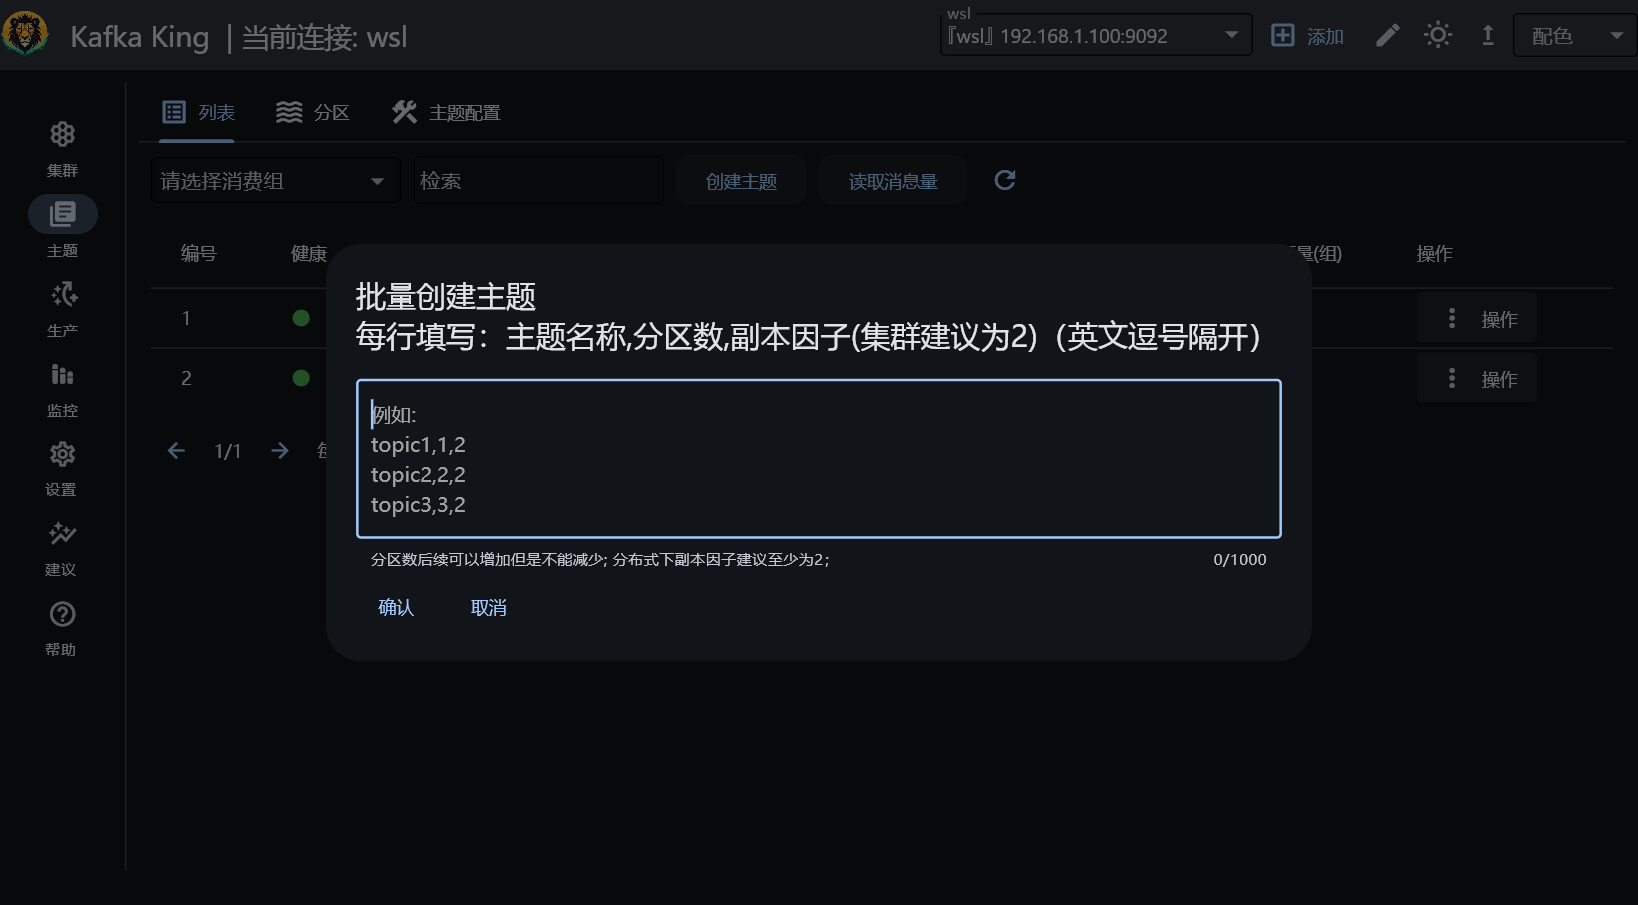 Kafka King | 当前连接: wsl
wsl
『wsl』 192.168.1.100:9092
添加
配色
集群
主题
生产
监控
设置
建议
帮助
列表
分区
主题配置
请选择消费组
检索
创建主题
读取消息量
编号
健康
量(组)
操作
1
操作
2
操作
1/1
批量创建主题
每行填写：主题名称,分区数,副本因子(集群建议为2)（英文逗号隔开）
例如:
topic1,1,2
topic2,2,2
topic3,3,2
分区数后续可以增加但是不能减少; 分布式下副本因子建议至少为2；
0/1000
确认
取消